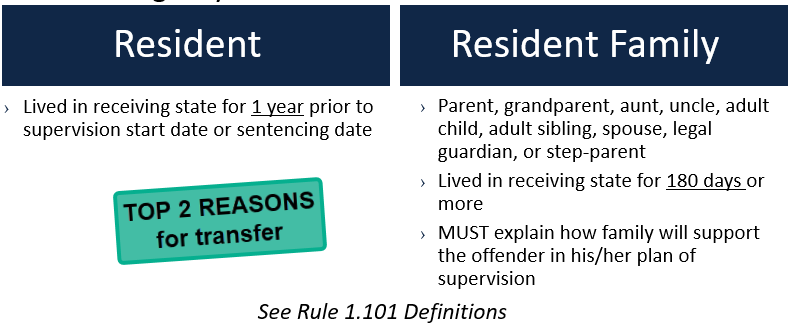 Resident
› Lived in receiving state for 1 year prior to
supervision start date or sentencing date
TOP 2 REASONS
for transfer
Resident Family
› Parent, grandparent, aunt, uncle, adult
child, adult sibling, spouse, legal
guardian, or step-parent
› Lived in receiving state for 180 days or
more
› MUST explain how family will support
the offender in his/her plan of
supervision
See Rule 1.101 Definitions